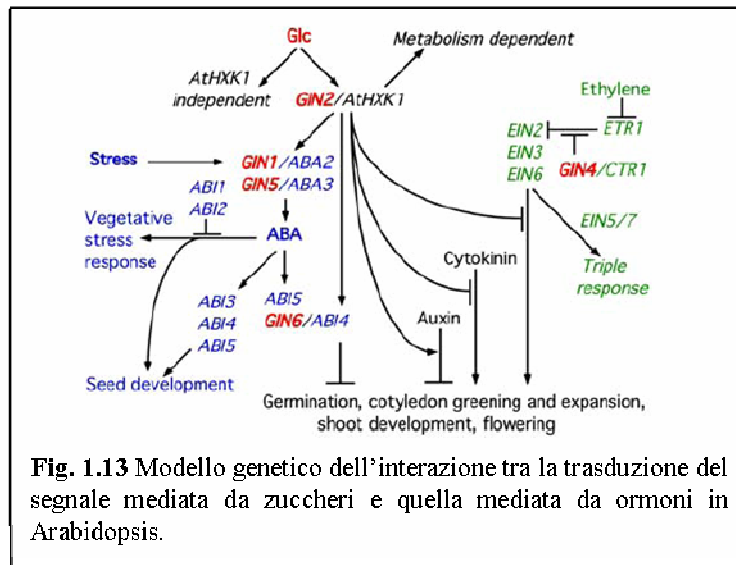 Glc
Metabolism dependent
AtHXK1
independent
GIN2/AtHXK1
Ethylene
EIN2
ETR1
EIN3
EIN6
GIN4/CTR1
Stress
GIN1/ABA2
GIN5/ABA3
ABI1
ABI2
EIN5/7
Vegetative
stress
response
ABA
Cytokinin
Triple
response
ABI3
ABI4
ABI5
ABI5
GIN6/ABI4
Auxin
Seed development
Germination, cotyledon greening and expansion,
shoot development, flowering
Fig. 1.13 Modello genetico dell'interazione tra la trasduzione del
segnale mediata da zuccheri e quella mediata da ormoni in
Arabidopsis.